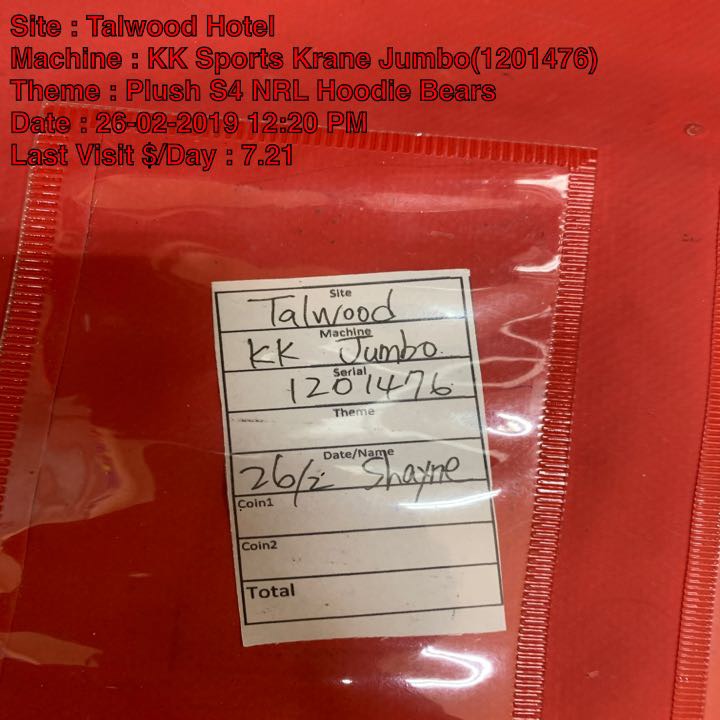 Site : Talwood Hotel
Machine : KK Sports Krane Jumbo(1201476)
Theme : Plush S4 NRL Hoodie Bears
Date : 26-02-2019 12:20 PM
Last Visit $/Day : 7.21
Site
Talwood
Machine
KK Jumbo
Serial
1201476
Theme
Date/Name
26/2 Shayne
Coin1
Coin2
Total